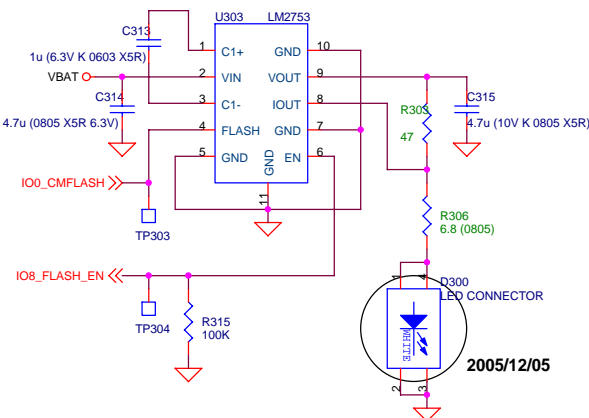 U303 LM2753
C313
1u (6.3V K 0603 X5R)
1 C1+ GND 10
VBAT 2 VIN VOUT 9
3 C1- IOUT 8
4 FLASH GND 7
5 GND EN 6
GND
11
C314
4.7u (0805 X5R 6.3V)
R303
47
C315
4.7u (10V K 0805 X5R)
IO0_CMFLASH
TP303
R306
6.8 (0805)
IO8_FLASH_EN
TP304
R315
100K
1 4
D300
LED CONNECTOR
WHITE
2 3
2005/12/05